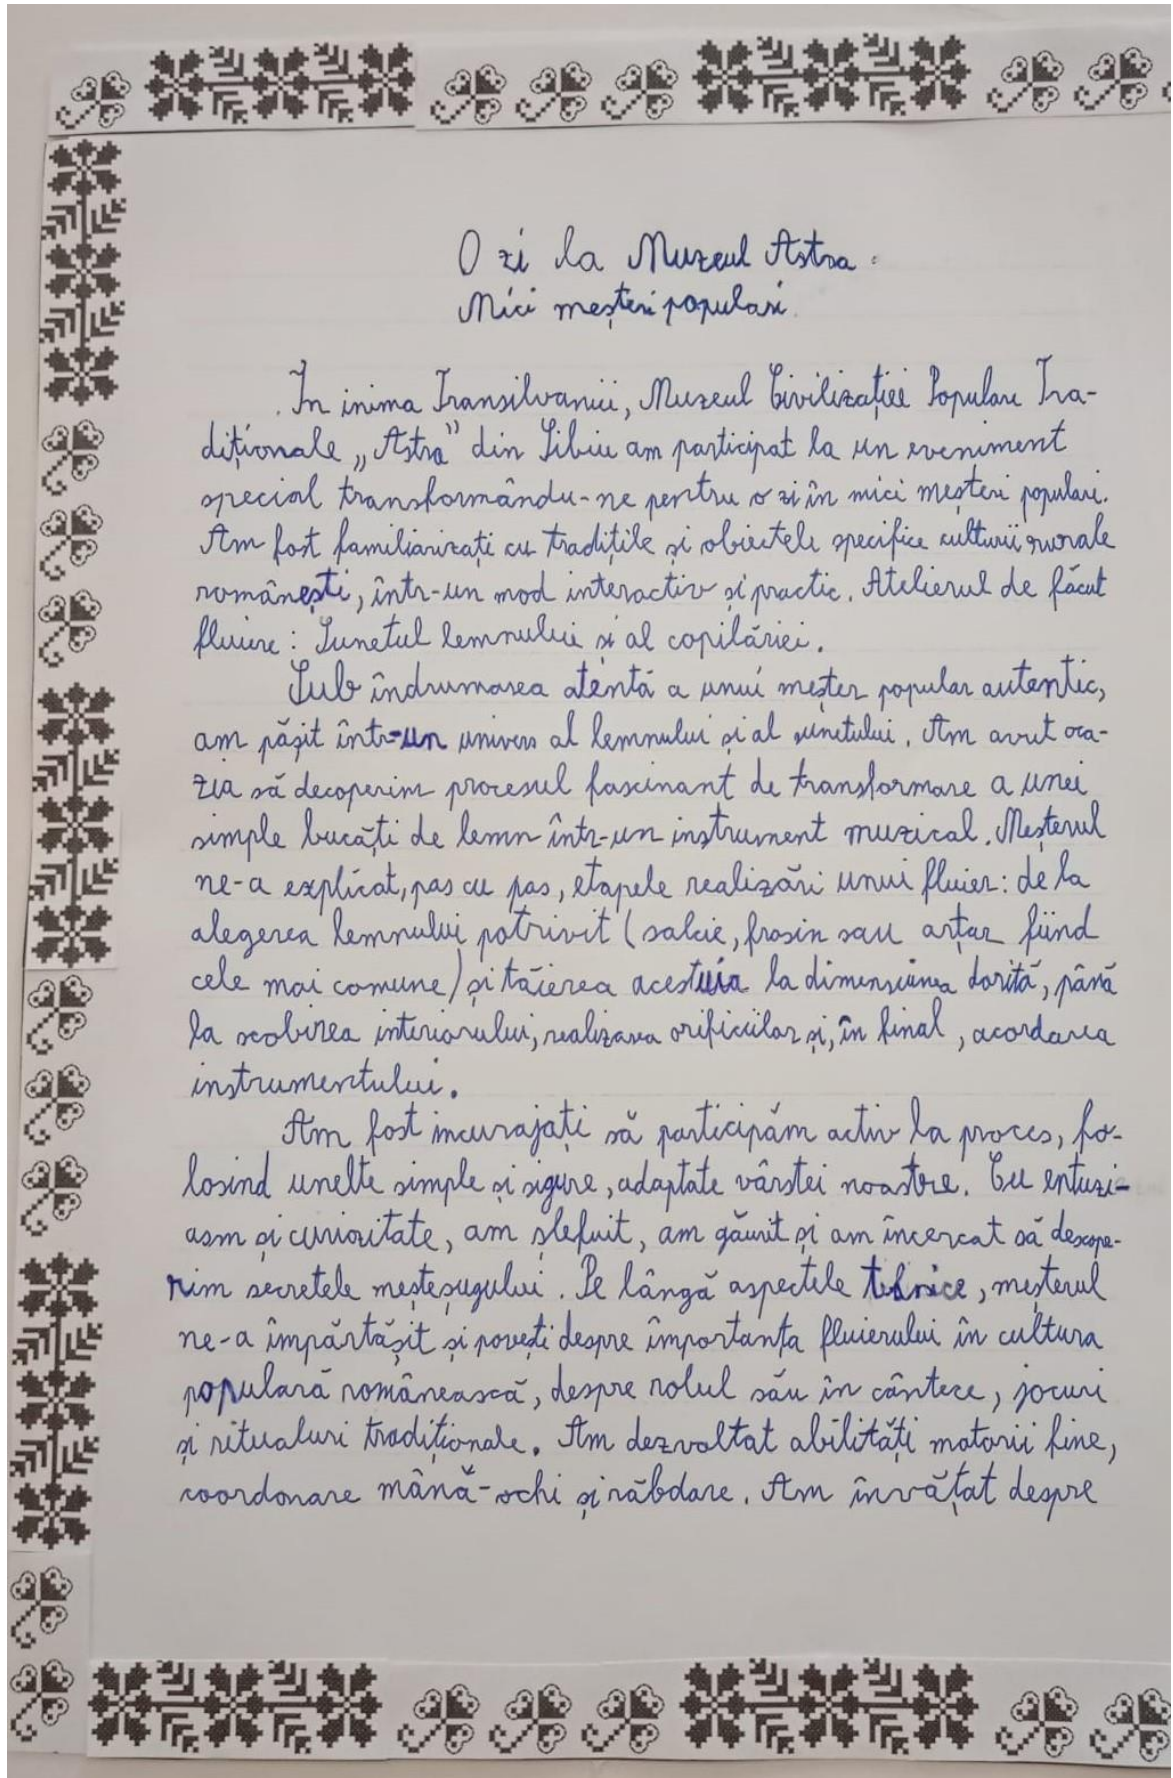 O zi la Muzeul Astra.
Mici meșteri populari.
In inima Transilvanii, Muzeul Civilizației Populare Tra-
diționale „Astra” din Sibiu am participat la un eveniment
special transformându-ne pentru o zi în mici meșteri populari.
Am fost familiarizați cu tradițile și obiectele specifice culturii rurale
românești, într-un mod interactiv și practic. Atelierul de făcut
fluiere: Sunetul lemnului și al copilăriei.
Sub îndrumarea atentă a unui meșter popular autentic,
am pășit într-un univers al lemnului și al sunetului. Am avut oca-
zia să decoperim procesul fascinant de transformare a unei
simple bucăți de lemn într-un instrument muzical. Meșterul
ne-a explicat, pas cu pas, etapele realizări unui fluier: de la
alegerea lemnului potrivit (salcie, frasin sau arțar fiind
cele mai comune) și tăierea acestuia la dimensiunea dorită, până
la scobirea interiorului, realizarea orificiilor și, în final, acordarea
instrumentului.
Am fost incurajați să participăm activ la proces, fo-
losind unelte simple și sigure, adaptate vârstei noastre. Cu entuzi-
asm și curiozitate, am șlefuit, am găurit și am încercat să descope-
rim secretele meșteșugului. Pe lângă aspectele tehnice, meșterul
ne-a împărtășit și povești despre importanța fluierului în cultura
populară românească, despre rolul său în cântece, jocuri
și ritualuri tradiționale. Am dezvoltat abilități motorii fine,
coordonare mână-ochi și răbdare. Am învățat despre